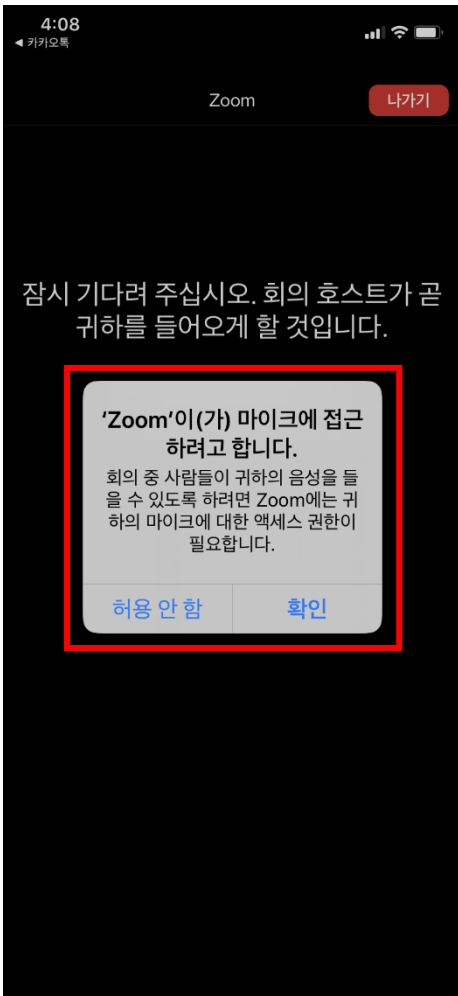 4:08
◀ 카카오톡
Zoom
나가기
잠시 기다려 주십시오. 회의 호스트가 곧
귀하를 들어오게 할 것입니다.
‘Zoom’이(가) 마이크에 접근
하려고 합니다.
회의 중 사람들이 귀하의 음성을 들
을 수 있도록 하려면 Zoom에는 귀
하의 마이크에 대한 액세스 권한이
필요합니다.
허용 안 함
확인